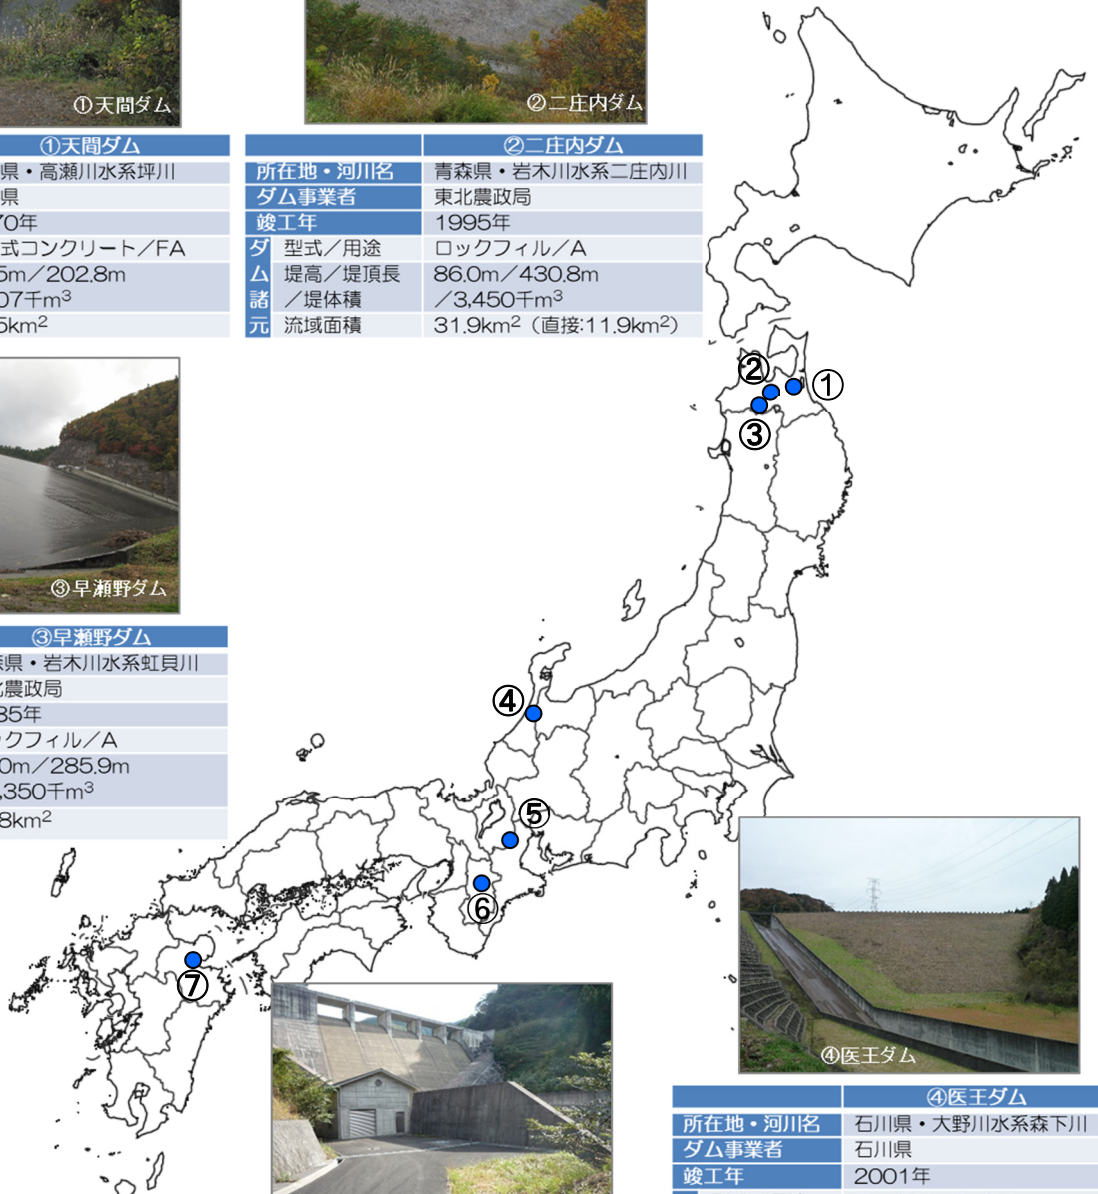 ①天間ダム
②二庄内ダム
①天間ダム
県・高瀬川水系坪川
県
70年
式コンクリート/FA
5m/202.8m
07千m³
5km²
②二庄内ダム
所在地・河川名 青森県・岩木川水系二庄内川
ダム事業者 東北農政局
竣工年 1995年
ダム諸元
型式/用途 ロックフィル/A
堤高/堤頂長 86.0m/430.8m
/堤体積 /3,450千m³
流域面積 31.9km²(直接:11.9km²)
②
①
③
③早瀬野ダム
③早瀬野ダム
県・岩木川水系虹貝川
農政局
85年
クフィル/A
0m/285.9m
,350千m³
8km²
④
⑤
⑥
⑦
④医王ダム
④医王ダム
所在地・河川名 石川県・大野川水系森下川
ダム事業者 石川県
竣工年 2001年